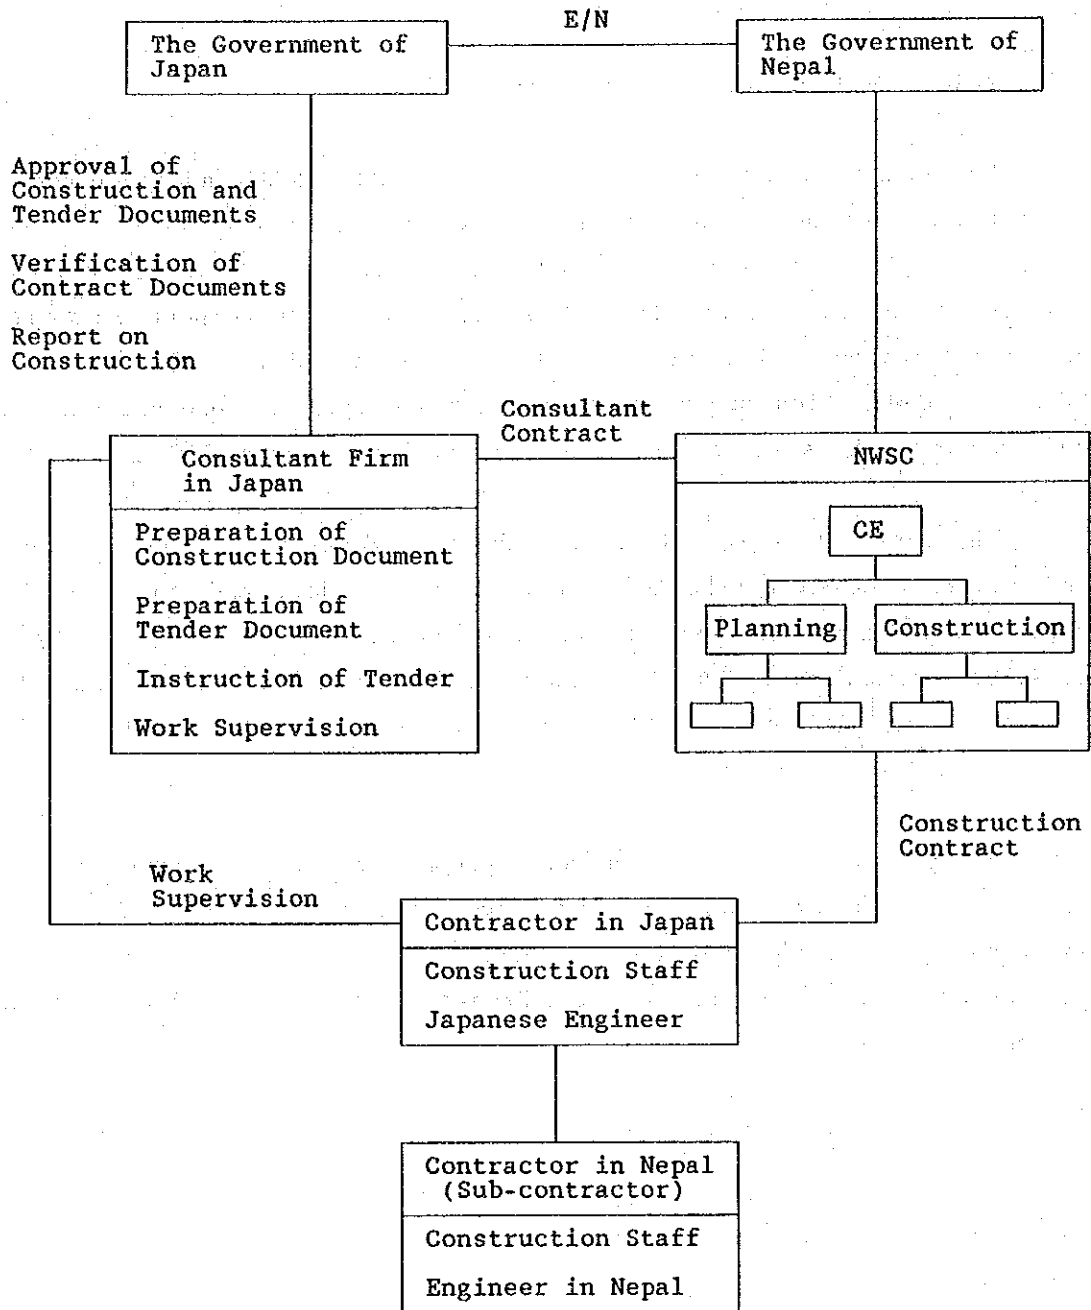 E/N
The Government of
Japan
The Government of
Nepal
Approval of
Construction and
Tender Documents
Verification of
Contract Documents
Report on
Construction
Consultant
Contract
Consultant Firm
in Japan
Preparation of
Construction Document
Preparation of
Tender Document
Instruction of Tender
Work Supervision
NWSC
CE
Planning
Construction
Construction
Contract
Work
Supervision
Contractor in Japan
Construction Staff
Japanese Engineer
Contractor in Nepal
(Sub-contractor)
Construction Staff
Engineer in Nepal